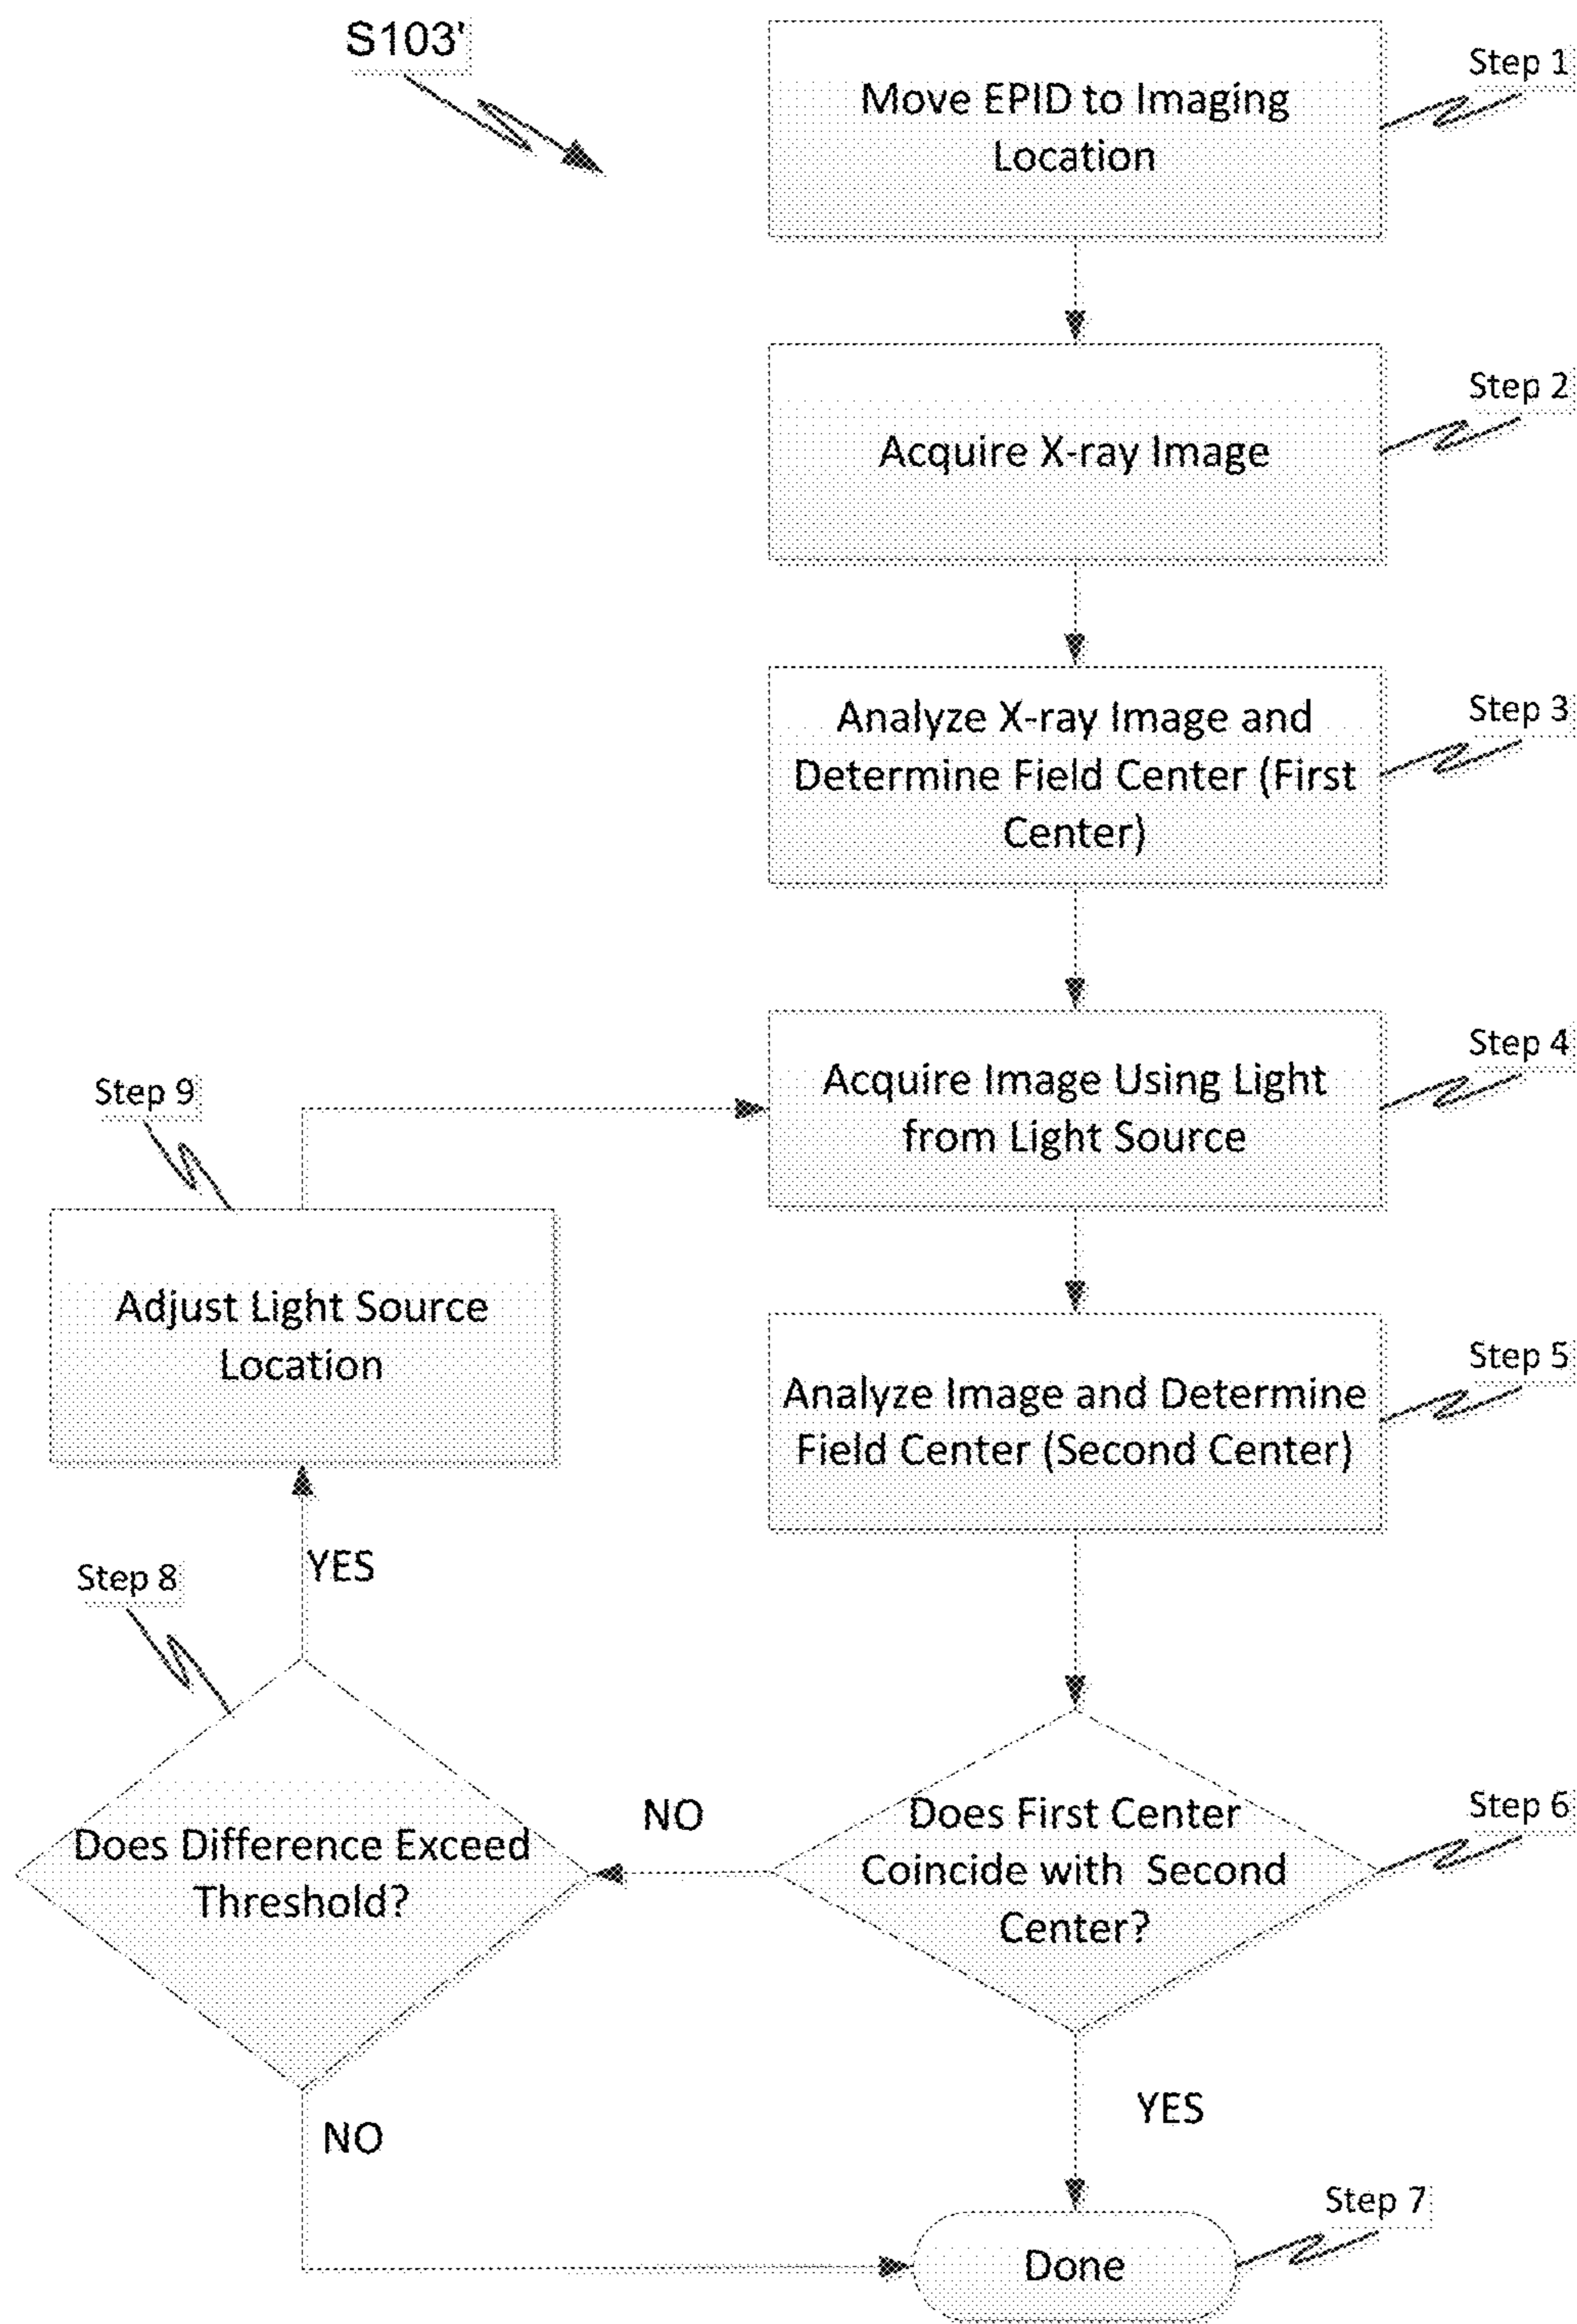 S103'
Step 1
Move EPID to Imaging
Location
Step 2
Acquire X-ray Image
Step 3
Analyze X-ray Image and
Determine Field Center (First
Center)
Step 4
Acquire Image Using Light
from Light Source
Step 9
Adjust Light Source
Location
Step 5
Analyze Image and Determine
Field Center (Second Center)
YES
Step 8
Does Difference Exceed
Threshold?
NO
Step 6
Does First Center
Coincide with Second
Center?
YES
NO
Step 7
Done